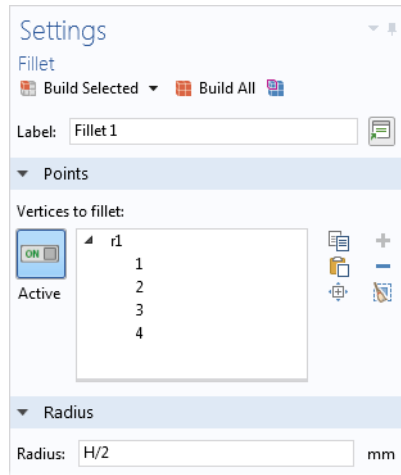 Settings
Fillet
Build Selected Build All
Label: Fillet 1
Points
Vertices to fillet:
ON
Active
r1
1
2
3
4
Radius
Radius: H/2 mm